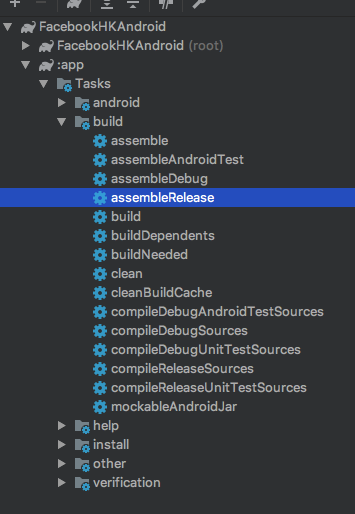 FacebookHKAndroid
FacebookHKAndroid (root)
:app
Tasks
android
build
assemble
assembleAndroidTest
assembleDebug
assembleRelease
build
buildDependents
buildNeeded
clean
cleanBuildCache
compileDebugAndroidTestSources
compileDebugSources
compileDebugUnitTestSources
compileReleaseSources
compileReleaseUnitTestSources
mockableAndroidJar
help
install
other
verification